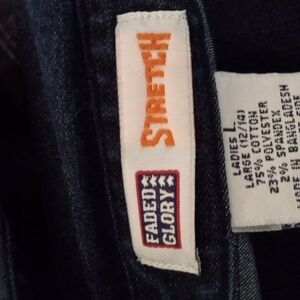 STRETCH
FADED
GLORY
LADIES L
LARGE (12/14)
75% COTTON
23% POLYESTER
2% SPANDEX
MADE IN BANGLADESH